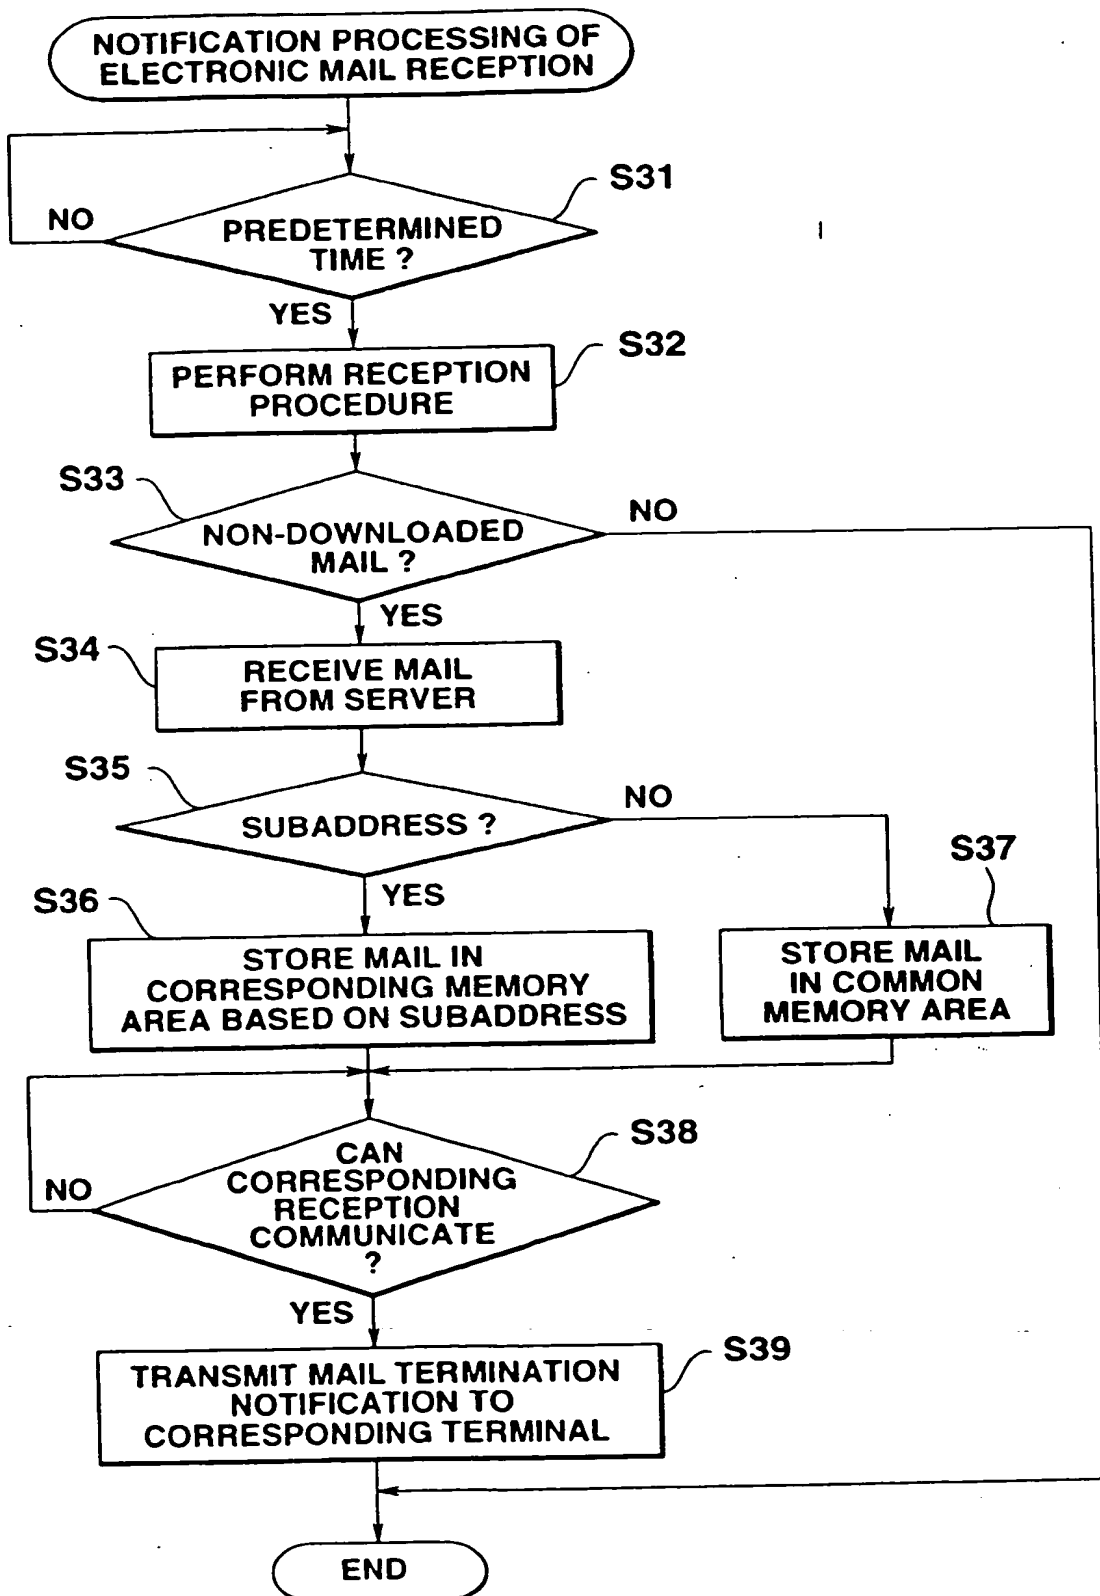 NOTIFICATION PROCESSING OF
ELECTRONIC MAIL RECEPTION
S31
NO
PREDETERMINED
TIME ?
YES
S32
PERFORM RECEPTION
PROCEDURE
S33
NO
NON-DOWNLOADED
MAIL ?
YES
S34
RECEIVE MAIL
FROM SERVER
S35
NO
SUBADDRESS ?
YES
S36
STORE MAIL IN
CORRESPONDING MEMORY
AREA BASED ON SUBADDRESS
S37
STORE MAIL
IN COMMON
MEMORY AREA
S38
CAN
CORRESPONDING
RECEPTION
COMMUNICATE
?
NO
YES
S39
TRANSMIT MAIL TERMINATION
NOTIFICATION TO
CORRESPONDING TERMINAL
END